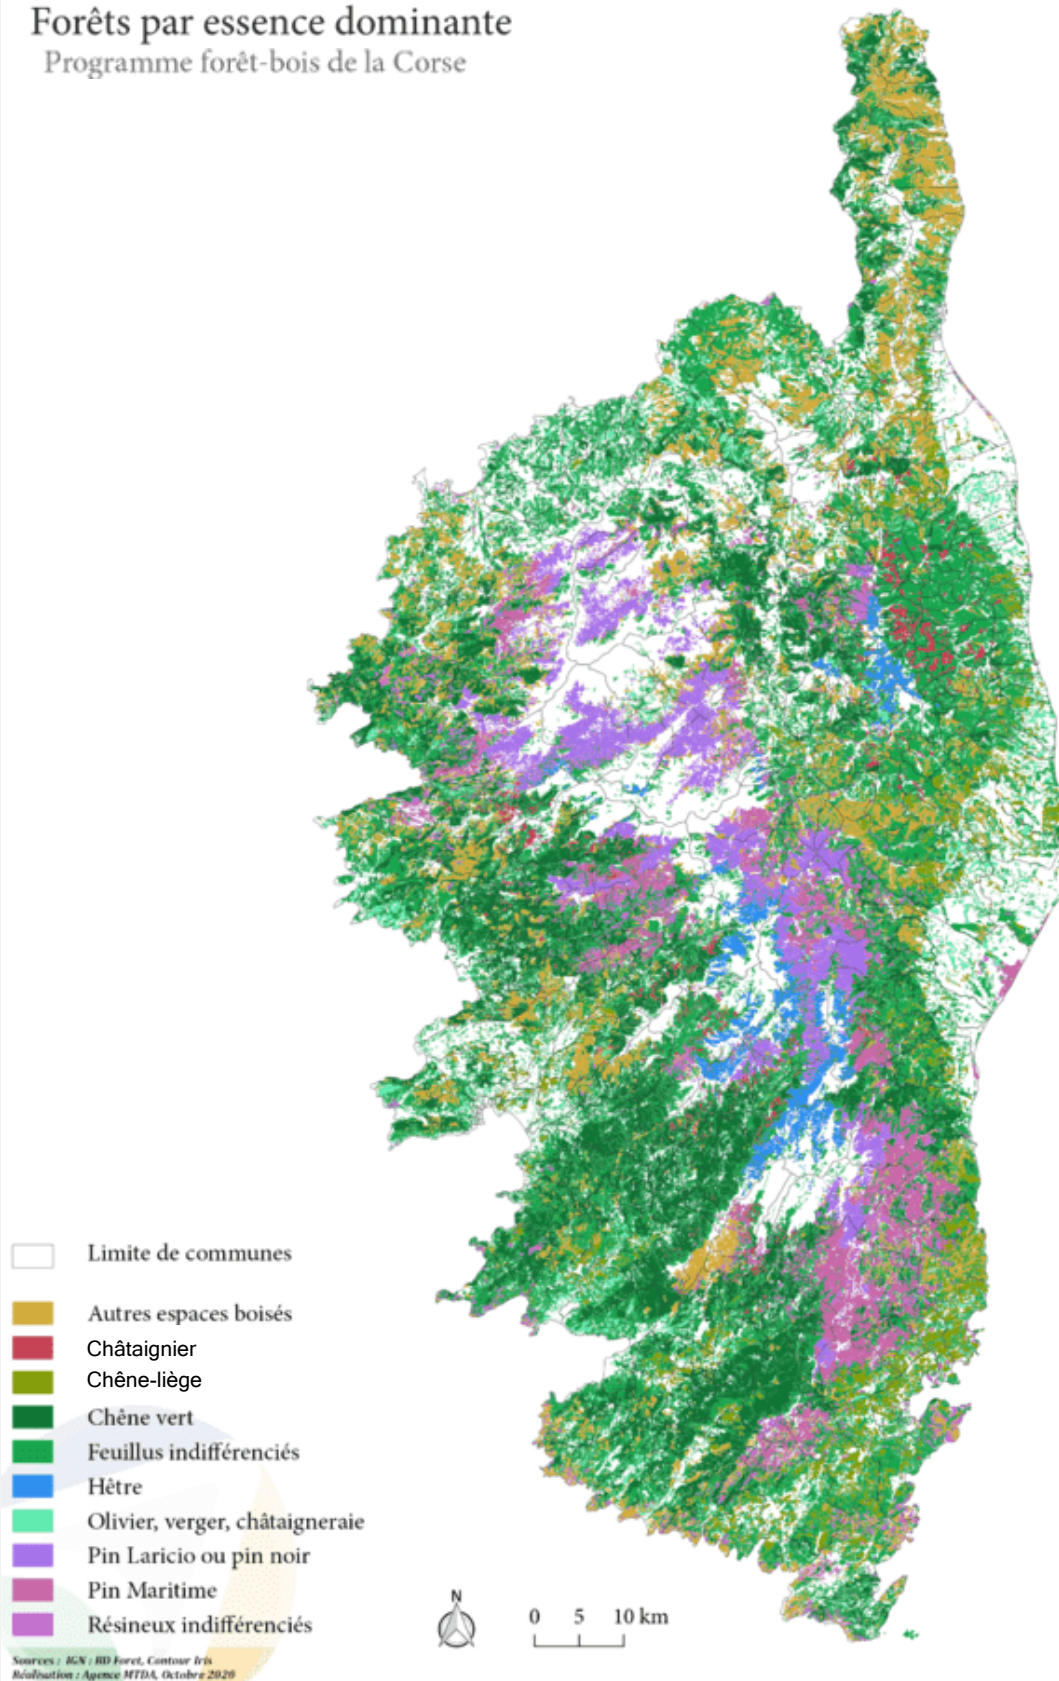 Forêts par essence dominante
Programme forêt-bois de la Corse
Limite de communes
Autres espaces boisés
Châtaignier
Chêne-liège
Chêne vert
Feuillus indifférenciés
Hêtre
Olivier, verger, châtaigneraie
Pin Laricio ou pin noir
Pin Maritime
Résineux indifférenciés
N
0 5 10 km
Sources : IGN : BD Foret, Contour Iris
Réalisation : Agence MTDA, Octobre 2020